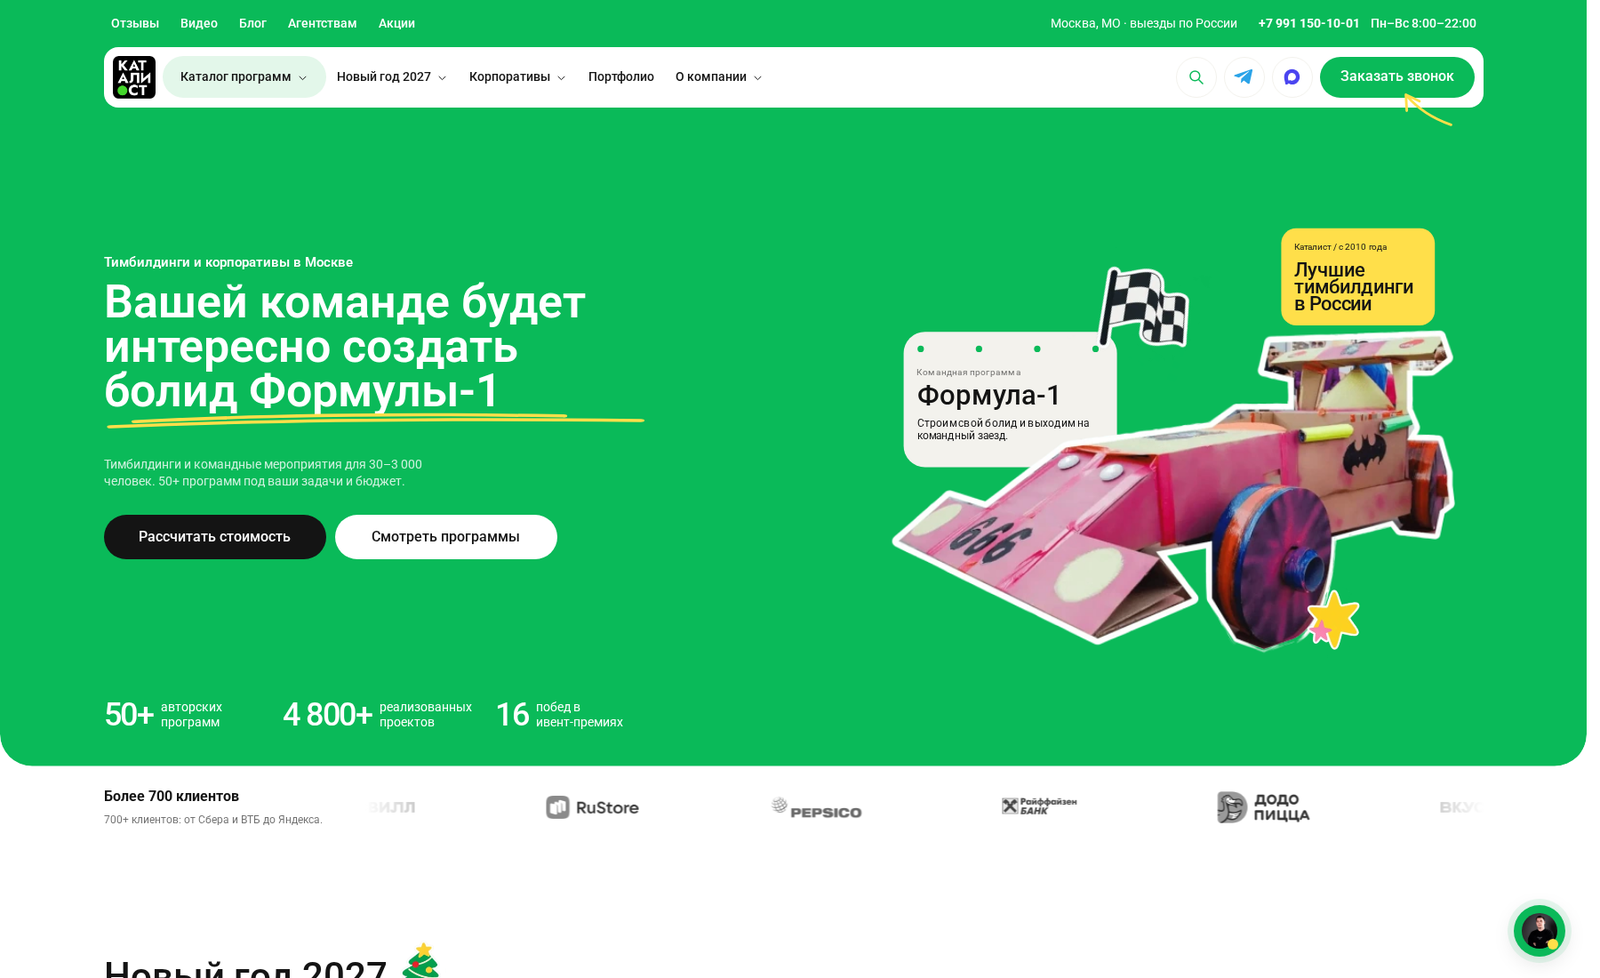 Отзывы Видео Блог Агентствам Акции
Москва, МО · выезды по России +7 991 150-10-01 Пн–Вс 8:00–22:00
КАТ
АЛИ
СТ
Каталог программ Новый год 2027 Корпоративы Портфолио О компании
Заказать звонок
Тимбилдинги и корпоративы в Москве
Вашей команде будет
интересно создать
болид Формулы-1
Тимбилдинги и командные мероприятия для 30–3 000
человек. 50+ программ под ваши задачи и бюджет.
Рассчитать стоимость Смотреть программы
Каталист / с 2010 года
Лучшие
тимбилдинги
в России
Командная программа
Формула-1
Строим свой болид и выходим на
командный заезд.
666
50+ авторских
программ
4 800+ реализованных
проектов
16 побед в
ивент-премиях
Более 700 клиентов
700+ клиентов: от Сбера и ВТБ до Яндекса.
RuStore
PEPSICO
Райффайзен
БАНК
ДОДО
ПИЦЦА
Новый год 2027